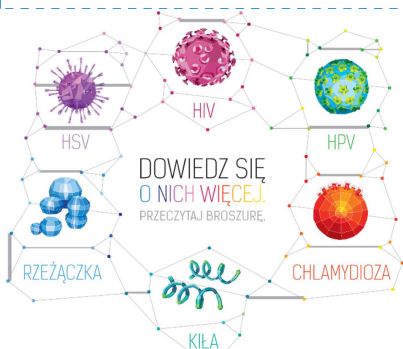 HIV
HSV
HPV
DOWIEDZ SIĘ
O NICH WIĘCEJ.
PRZECZYTAJ BROSZURĘ.
RZEŻĄCZKA
CHLAMYDIOZA
KIŁA